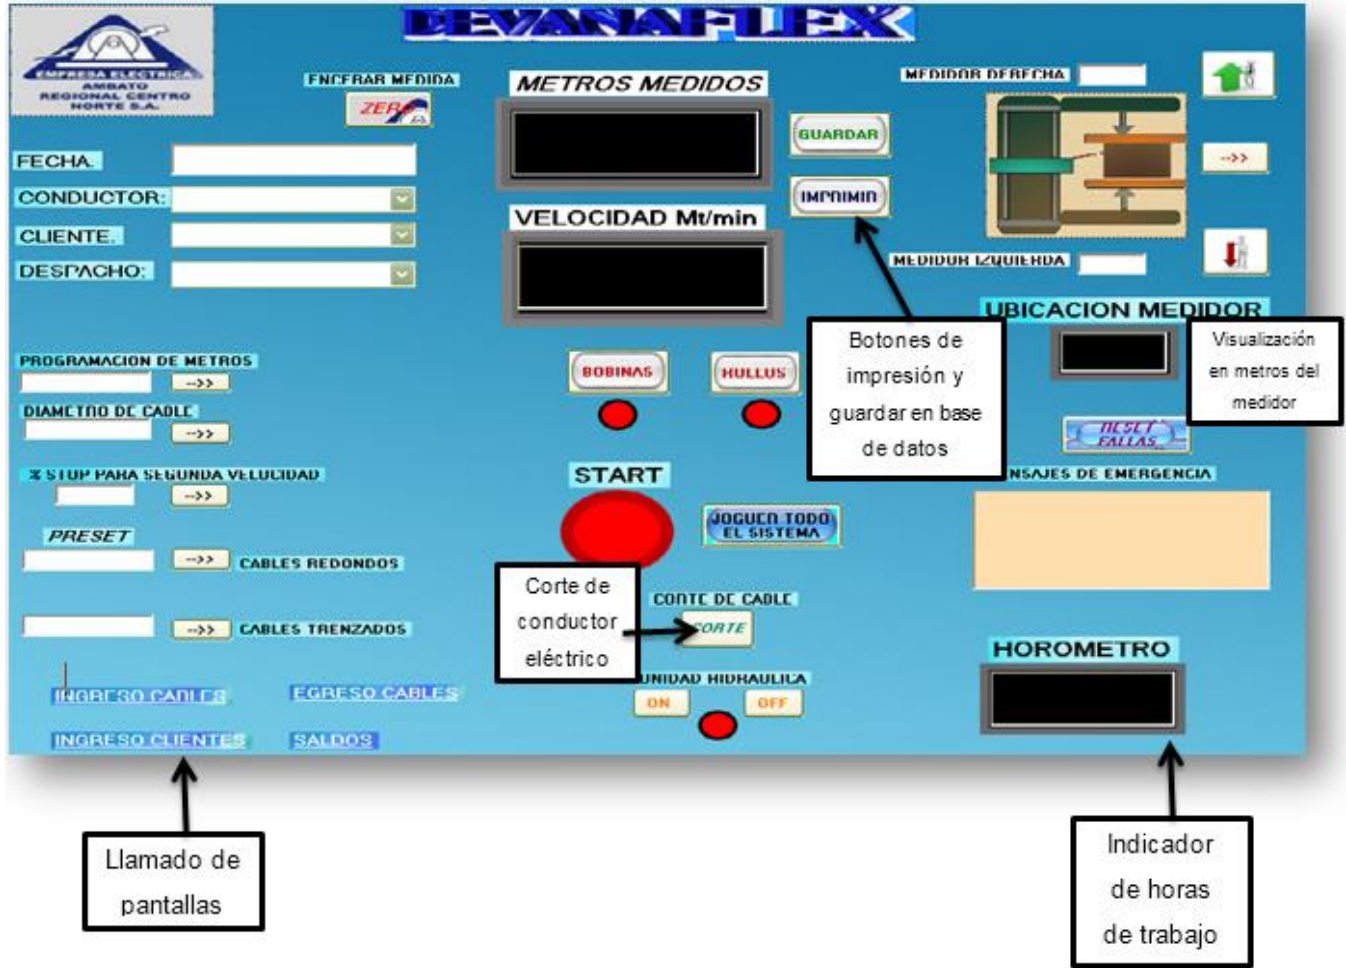 DEVANAFLEX
EMPRESA ELECTRICA
AMBATO
REGIONAL CENTRO
NORTE S.A.
ENCERAR MEDIDA
ZERO
FECHA.
CONDUCTOR:
CLIENTE.
DESPACHO:
METROS MEDIDOS
VELOCIDAD Mt/min
GUARDAR
IMPRIMIR
MEDIDOR DERECHA
-->>
MEDIDOR IZQUIERDA
UBICACION MEDIDOR
Visualización
en metros del
medidor
Botones de
impresión y
guardar en base
de datos
PROGRAMACION DE METROS
-->>
DIAMETRO DE CABLE
-->>
% STOP PARA SEGUNDA VELOCIDAD
-->>
PRESET
-->> CABLES REDONDOS
-->> CABLES TRENZADOS
BOBINAS
ROLLOS
START
JOGUEO TODO
EL SISTEMA
RESET
FALLAS
NSAJES DE EMERGENCIA
Corte de
conductor
eléctrico
CORTE DE CABLE
CORTE
UNIDAD HIDRAULICA
ON OFF
HOROMETRO
INGRESO CABLES EGRESO CABLES
INGRESO CLIENTES SALDOS
Llamado de
pantallas
Indicador
de horas
de trabajo